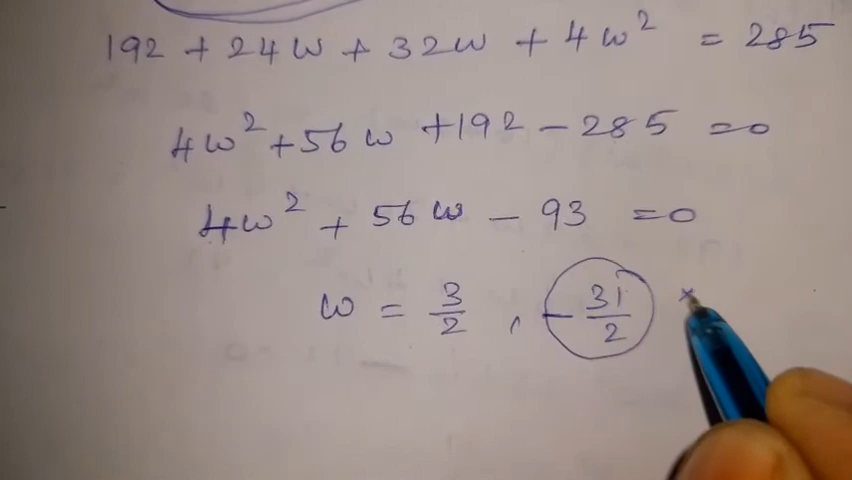 192 + 24w + 32w + 4w² = 285
4w² + 56w + 192 - 285 = 0
4w² + 56w - 93 = 0
w = 3/2 , - 31/2 ×